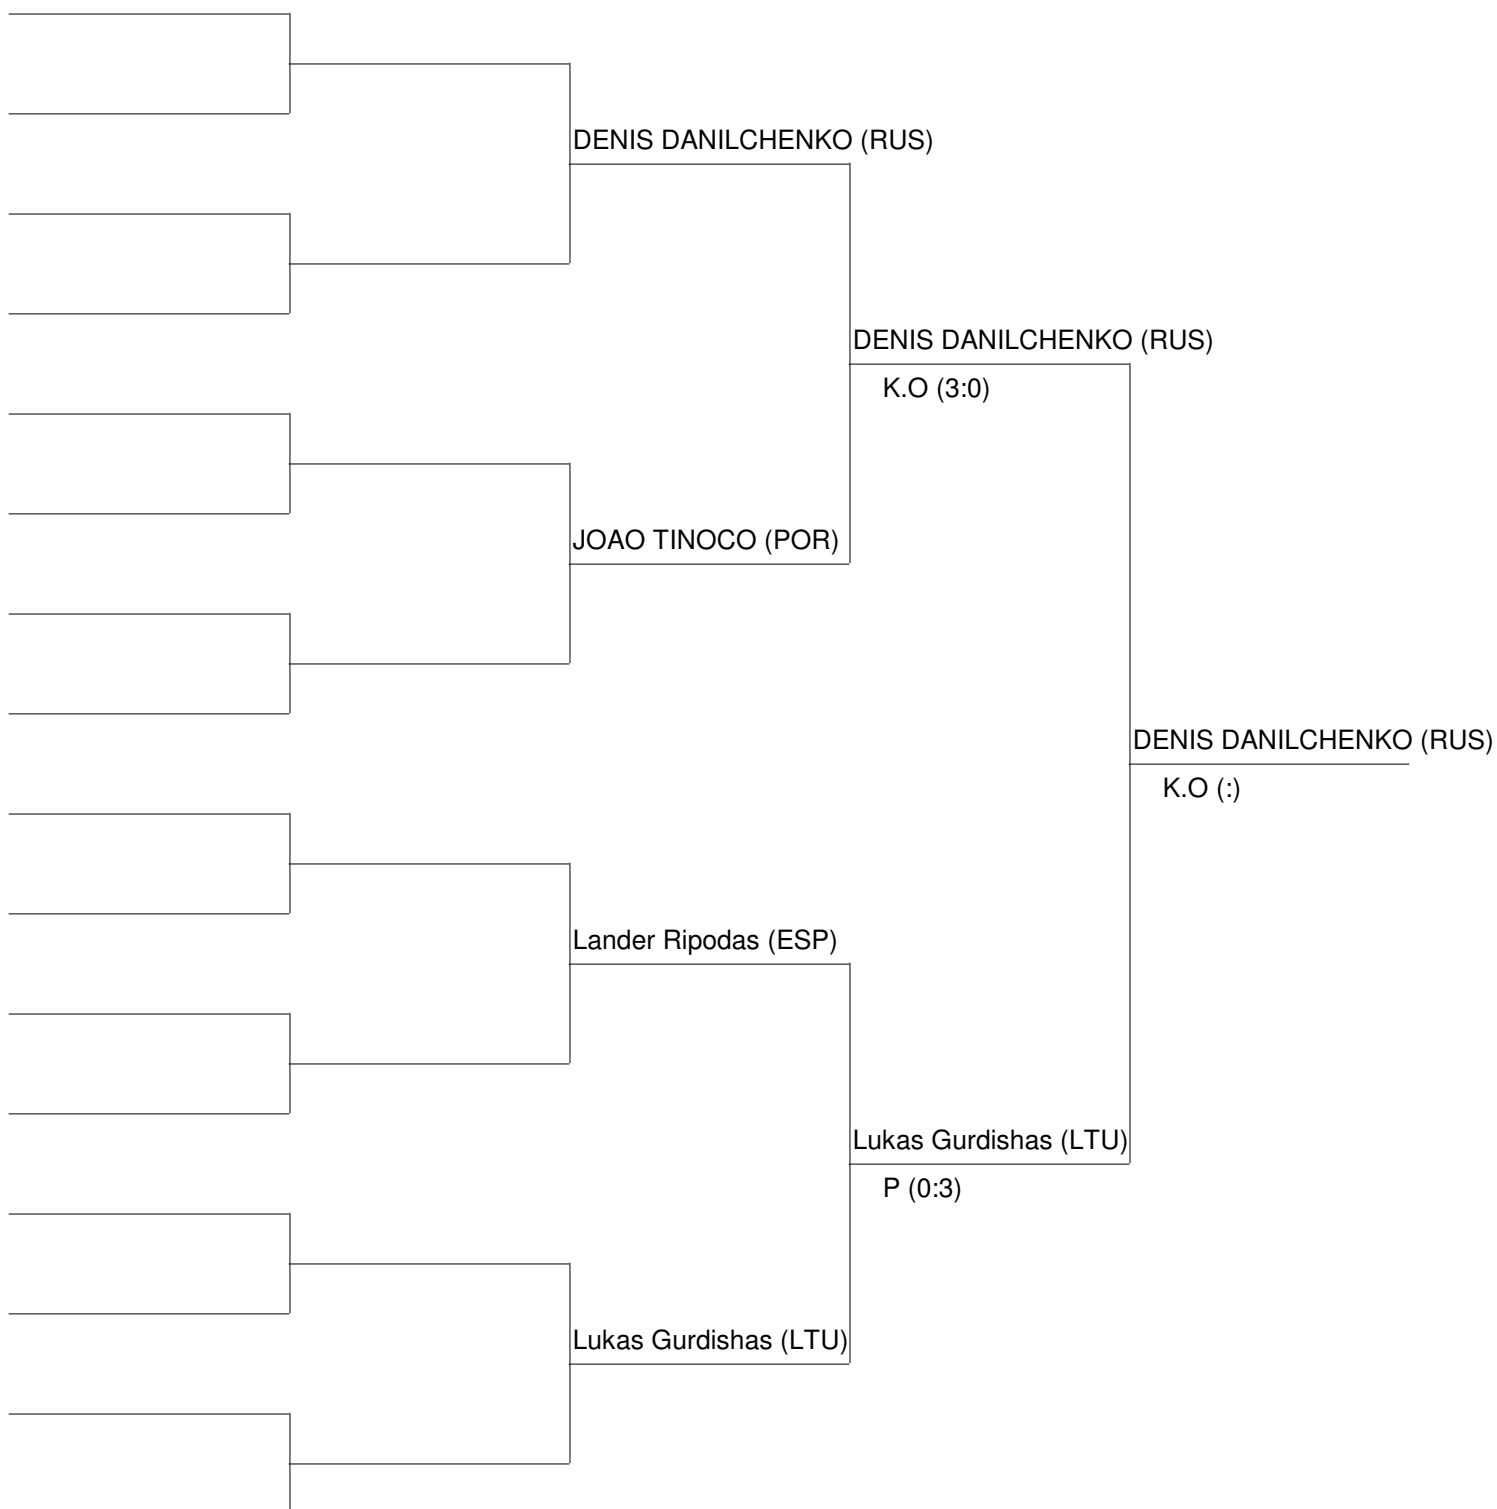 DENIS DANILCHENKO (RUS)
DENIS DANILCHENKO (RUS)
K.O (3:0)
JOAO TINOCO (POR)
DENIS DANILCHENKO (RUS)
K.O (:)
Lander Ripodas (ESP)
Lukas Gurdishas (LTU)
P (0:3)
Lukas Gurdishas (LTU)